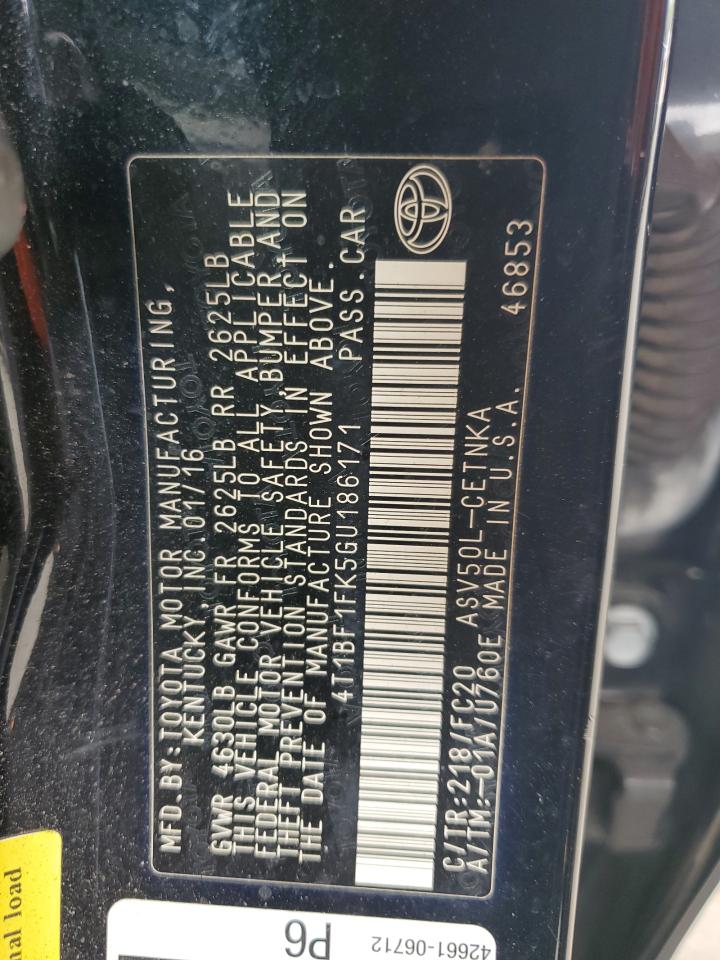 MFD.BY:TOYOTA MOTOR MANUFACTURING,
KENTUCKY,INC.01/16
GVWR 4630LB GAWR FR 2625LB RR 2625LB
THIS VEHICLE CONFORMS TO ALL APPLICABLE
FEDERAL MOTOR VEHICLE SAFETY BUMPER AND
THEFT PREVENTION STANDARDS IN EFFECT ON
THE DATE OF MANUFACTURE SHOWN ABOVE.
4T1BF1FK5GU186171 PASS.CAR
C/TR:218/FC20 ASV50L-CETNKA
A/TM:-01A/U760E MADE IN U.S.A. 46853
load
P6
42661-06712